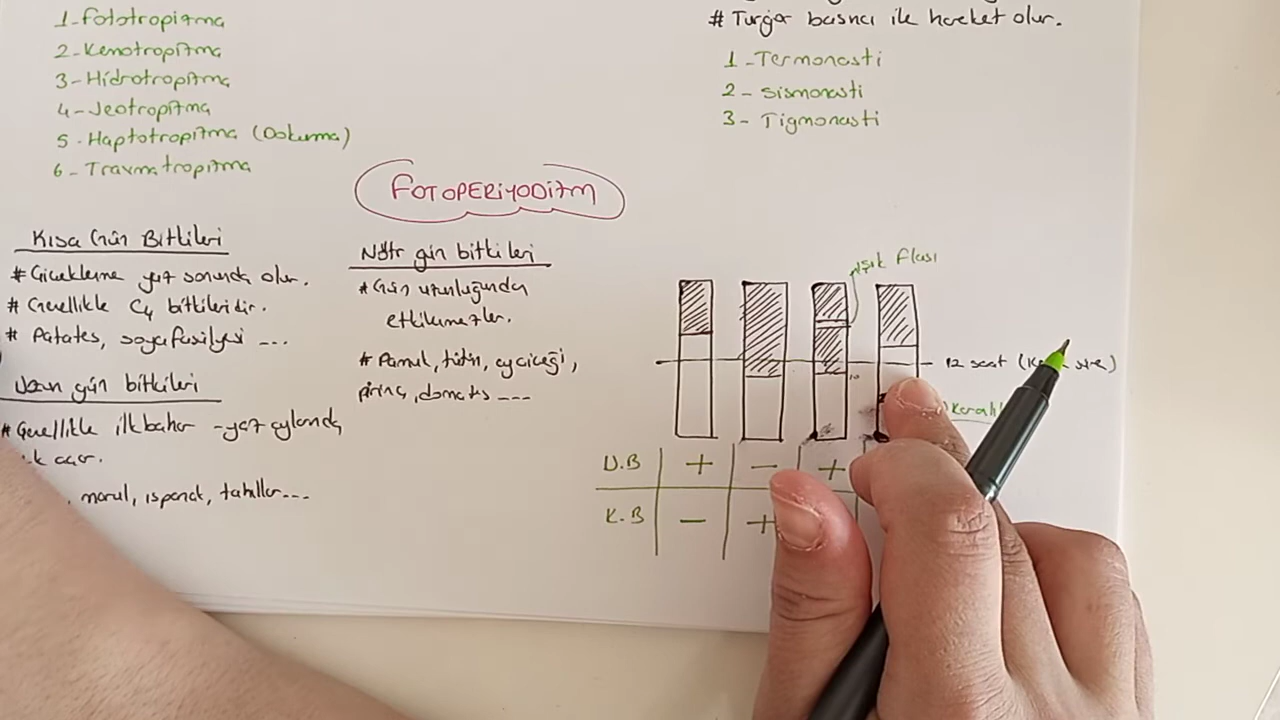 1-Fototropizma
2-Kemotropizma
3-Hidrotropizma
4-Jeotropizma
5-Haptotropizma (Dokunma)
6-Travmatropizma
# Turgor basıncı ile hareket olur.
1-Termonasti
2-Sismonasti
3-Tigmonasti
FOTOPERİYODİZM
Kısa Gün Bitkileri
# Çiçeklenme yaz sonunda olur.
# Genellikle C4 bitkileridir.
# Patates, soya fasülyesi ...
Uzun gün bitkileri
# Genellikle ilkbahar - yaz aylarında
açar.
marul, ıspanak, tahıllar...
Nötr gün bitkileri
# Gün uzunluğundan
etkilenmezler.
# Pamuk, tütün, ayçiçeği,
pirinç, domates ---
ışık flaşı
12 saat
10
U.B + - +
K.B - +